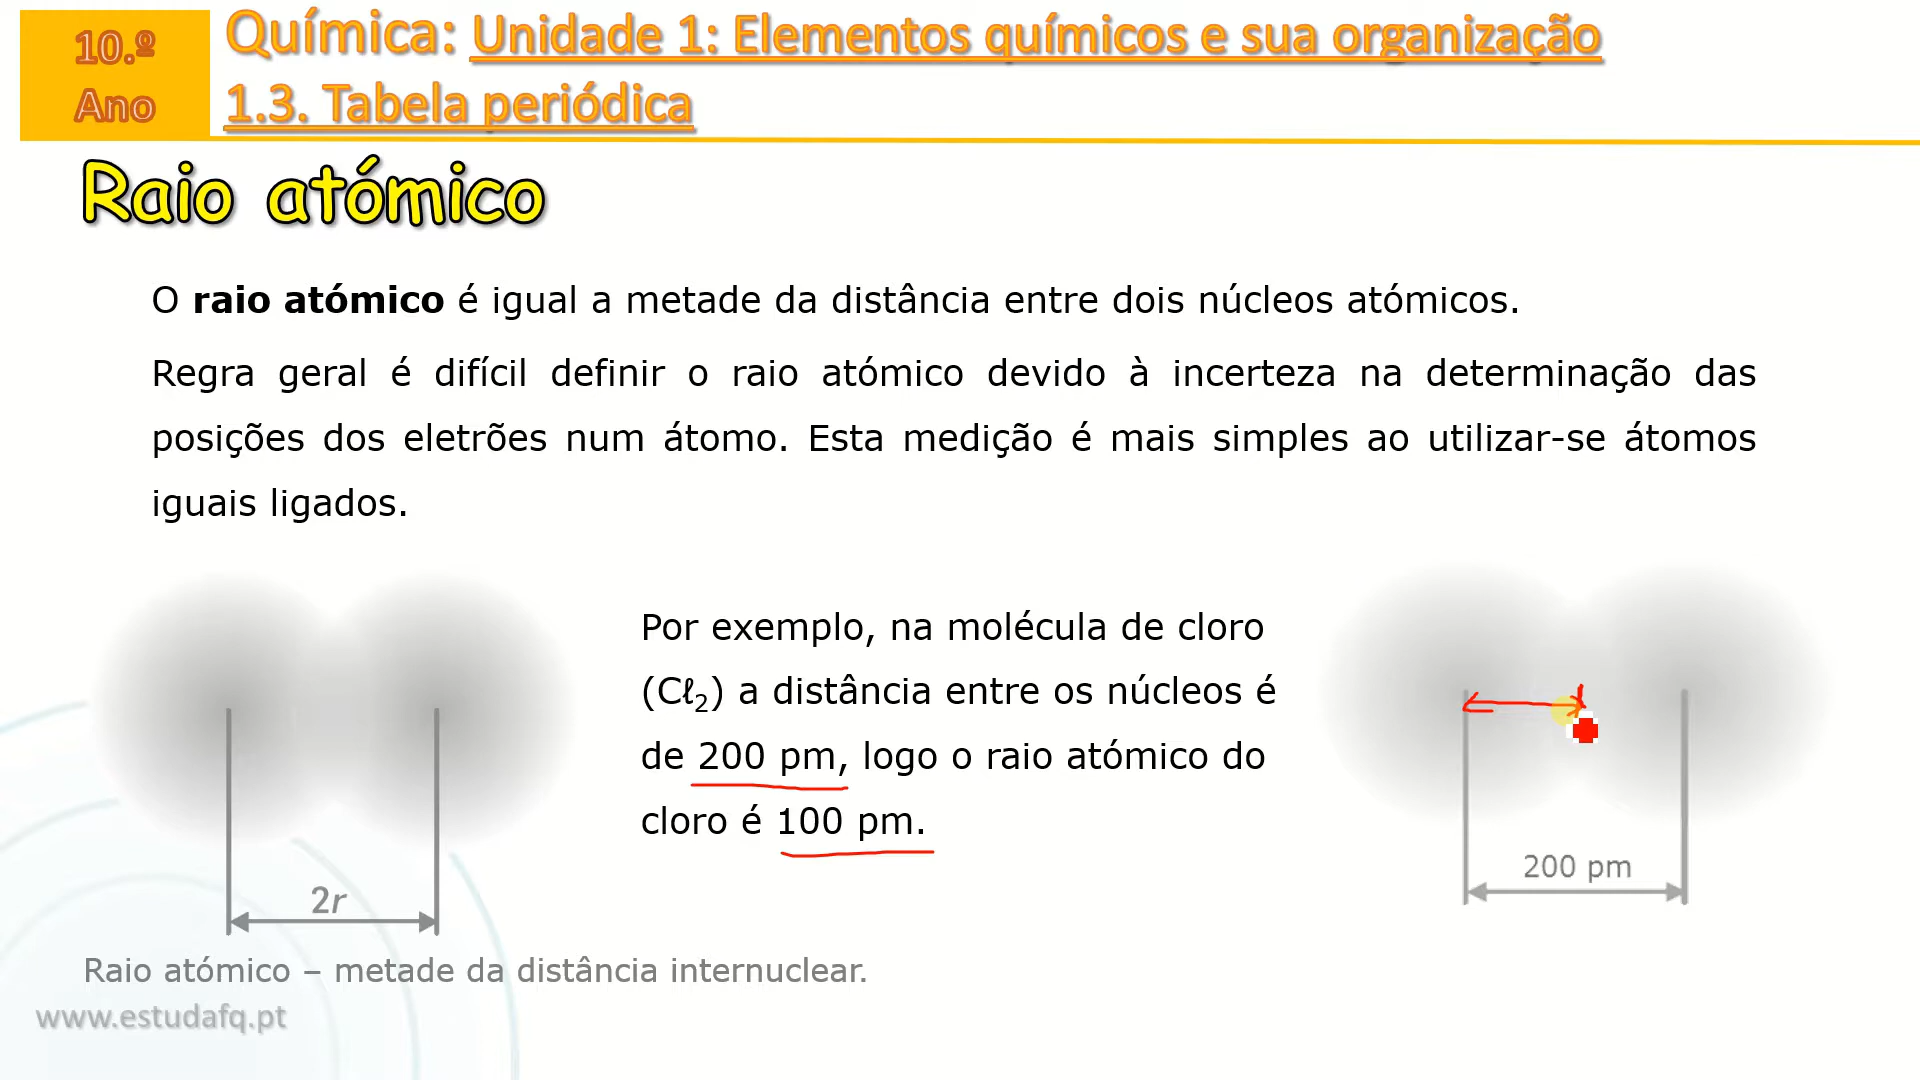 10.º
Ano
Química: Unidade 1: Elementos químicos e sua organização
1.3. Tabela periódica
Raio atómico
O raio atómico é igual a metade da distância entre dois núcleos atómicos.
Regra geral é difícil definir o raio atómico devido à incerteza na determinação das
posições dos eletrões num átomo. Esta medição é mais simples ao utilizar-se átomos
iguais ligados.
Por exemplo, na molécula de cloro
(Cℓ₂) a distância entre os núcleos é
de 200 pm, logo o raio atómico do
cloro é 100 pm.
2r
200 pm
Raio atómico – metade da distância internuclear.
www.estudafq.pt